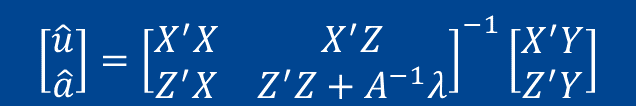 [û
â] = [X′X X′Z
Z′X Z′Z + A⁻¹λ]⁻¹ [X′Y
Z′Y]